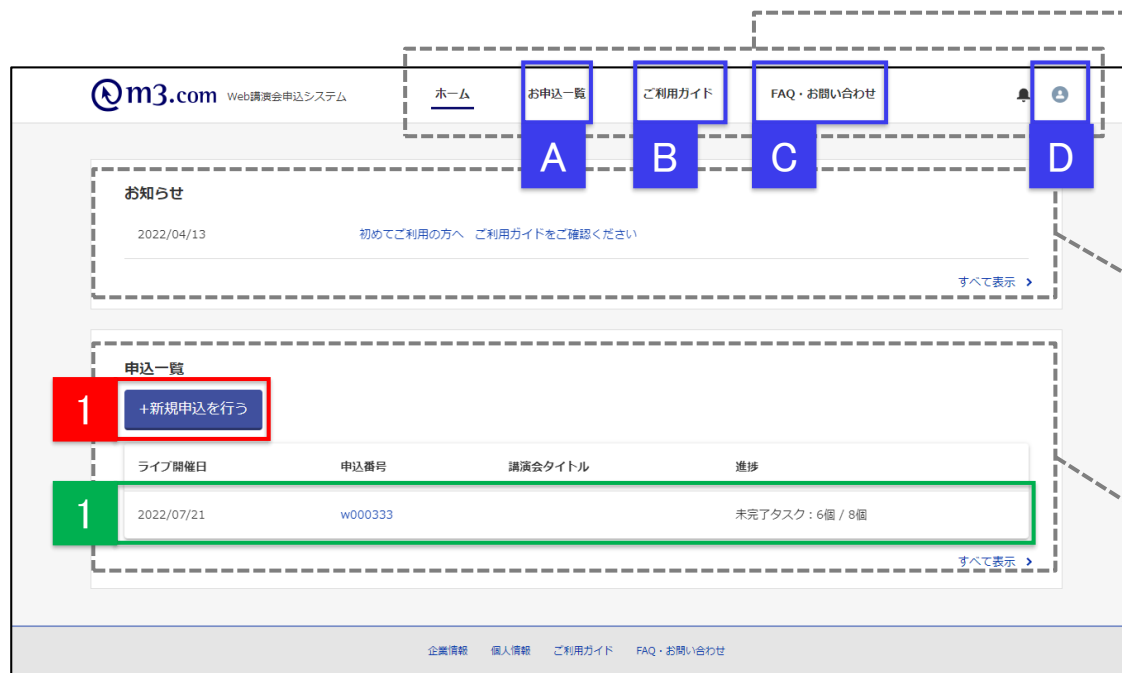 m3.com Web講演会申込システム ホーム お申込一覧 ご利用ガイド FAQ・お問い合わせ
A B C D
お知らせ
2022/04/13 初めてご利用の方へ ご利用ガイドをご確認ください
すべて表示 >
申込一覧
1 +新規申込を行う
ライブ開催日 申込番号 講演会タイトル 進捗
1 2022/07/21 w000333 未完了タスク：6個 / 8個
すべて表示 >
企業情報 個人情報 ご利用ガイド FAQ・お問い合わせ